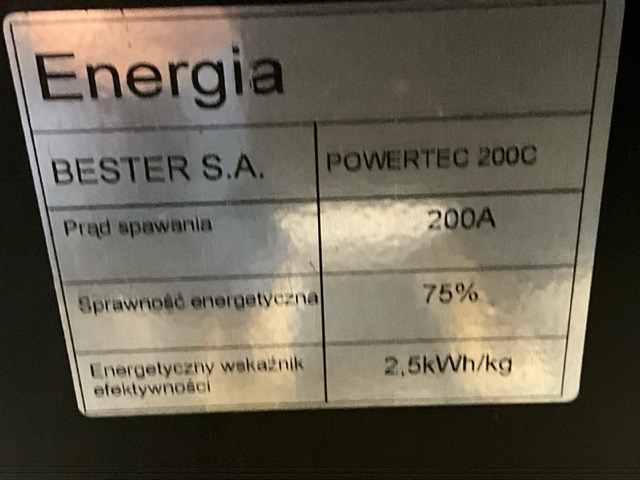 Energia
BESTER S.A.
POWERTEC 200C
Prąd spawania
200A
Sprawność energetyczna
75%
Energetyczny wskaźnik
efektywności
2,5kWh/kg